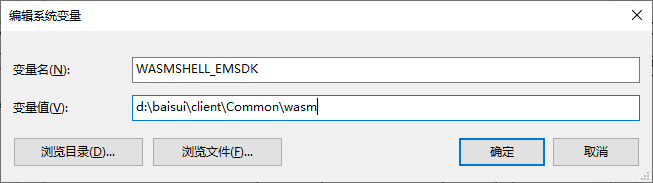 编辑系统变量
变量名(N): WASMSHELL_EMSDK
变量值(V): d:\baisui\client\Common\wasm
浏览目录(D)... 浏览文件(F)... 确定 取消